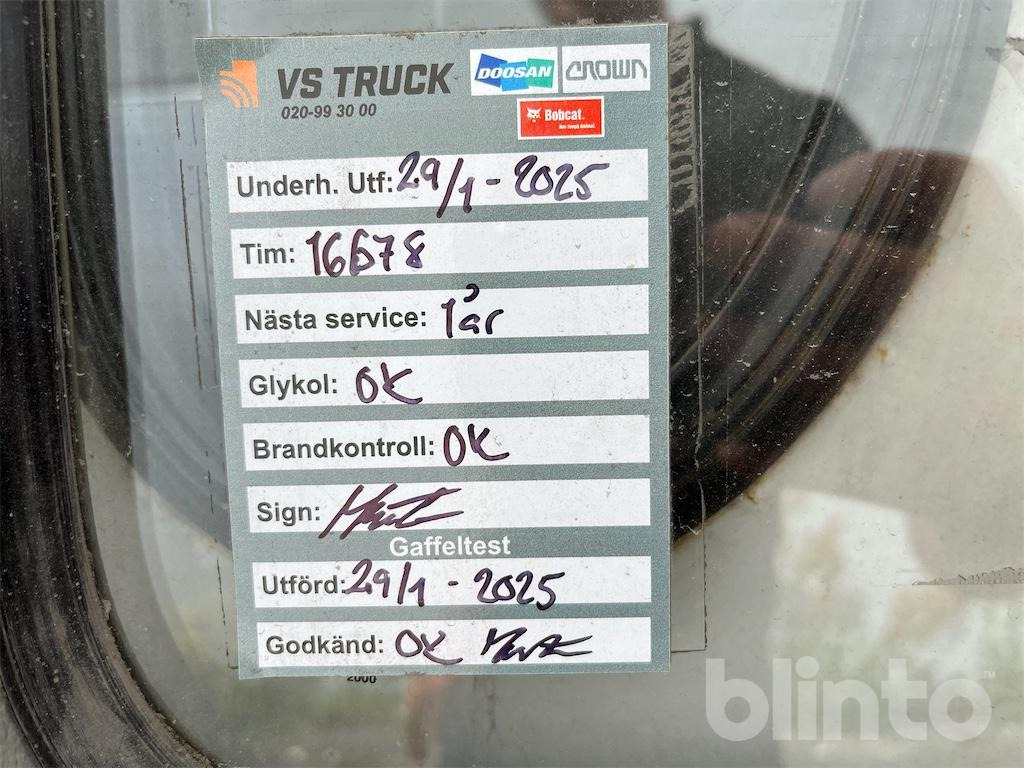 VS TRUCK
020-99 30 00
DOOSAN
CROWN
Bobcat.
Underh. Utf: 29/1 - 2025
Tim: 16678
Nästa service: 1 år
Glykol: OK
Brandkontroll: OK
Sign:
Gaffeltest
Utförd: 29/1 - 2025
Godkänd: OK
2000
blinto™